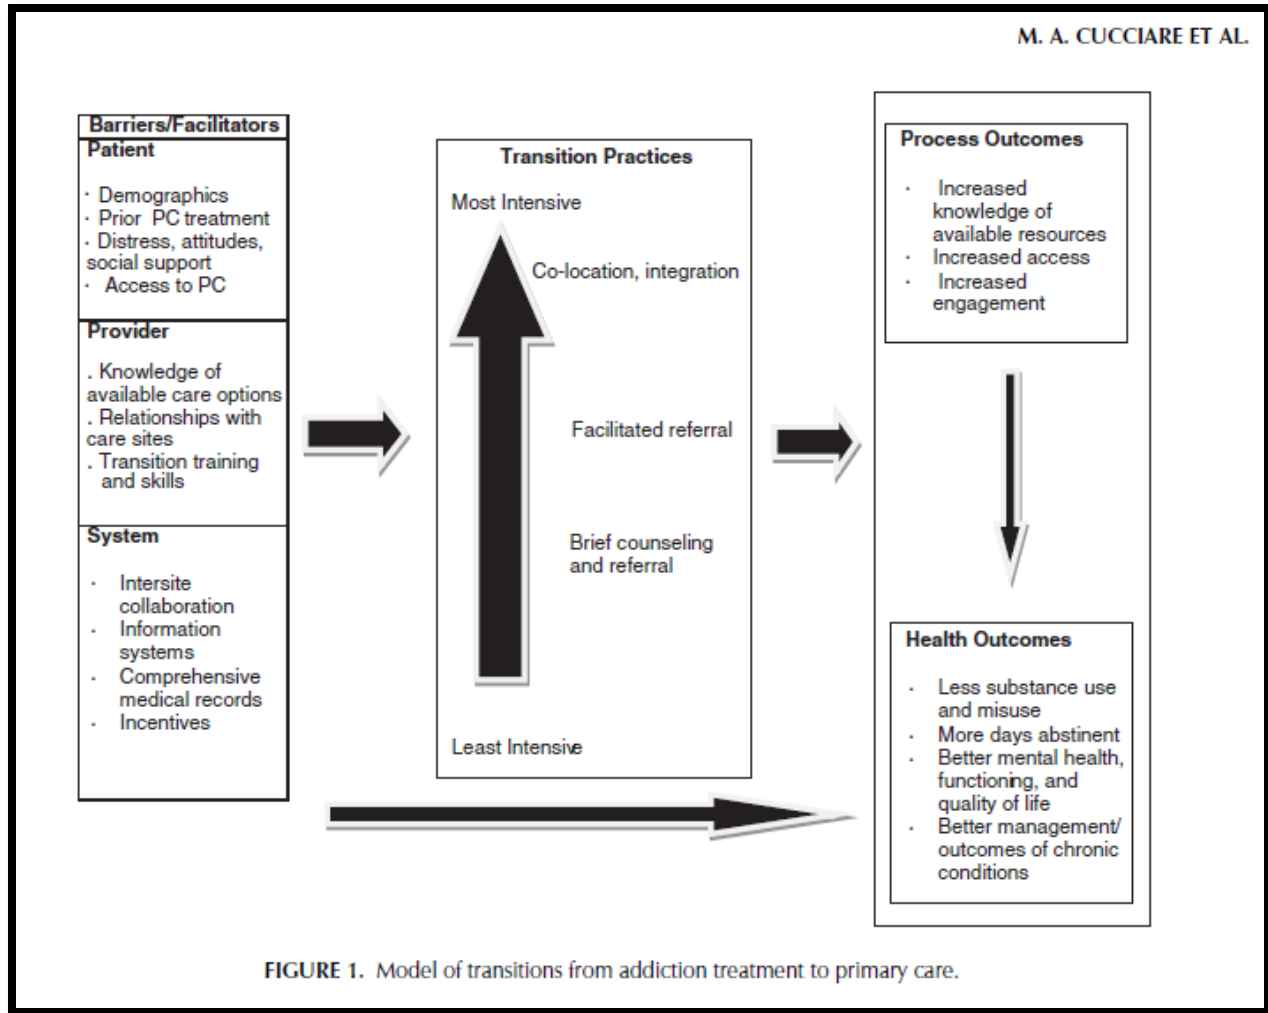 M. A. CUCCIARE ET AL.
Barriers/Facilitators
Patient
· Demographics
· Prior PC treatment
· Distress, attitudes,
social support
· Access to PC
Provider
. Knowledge of
available care options
. Relationships with
care sites
. Transition training
and skills
System
· Intersite
collaboration
· Information
systems
· Comprehensive
medical records
· Incentives
Transition Practices
Most Intensive
Co-location, integration
Facilitated referral
Brief counseling
and referral
Least Intensive
Process Outcomes
· Increased
knowledge of
available resources
· Increased access
· Increased
engagement
Health Outcomes
· Less substance use
and misuse
· More days abstinent
· Better mental health,
functioning, and
quality of life
· Better management/
outcomes of chronic
conditions
FIGURE 1. Model of transitions from addiction treatment to primary care.